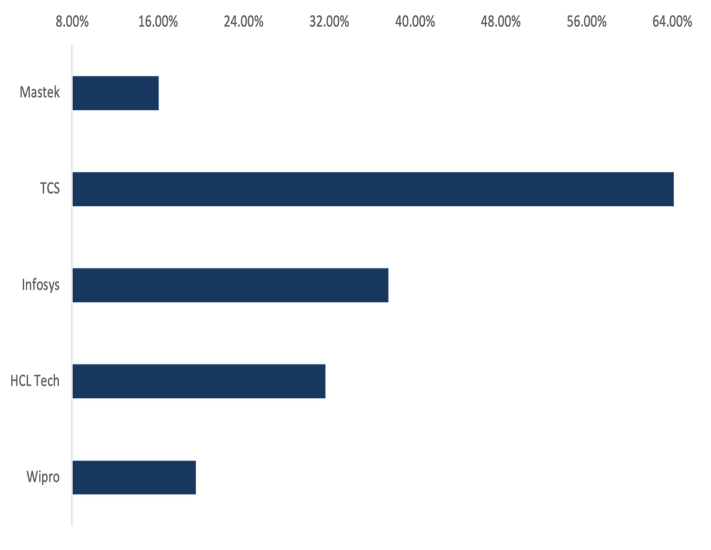 8.00% 16.00% 24.00% 32.00% 40.00% 48.00% 56.00% 64.00%
Mastek
TCS
Infosys
HCL Tech
Wipro